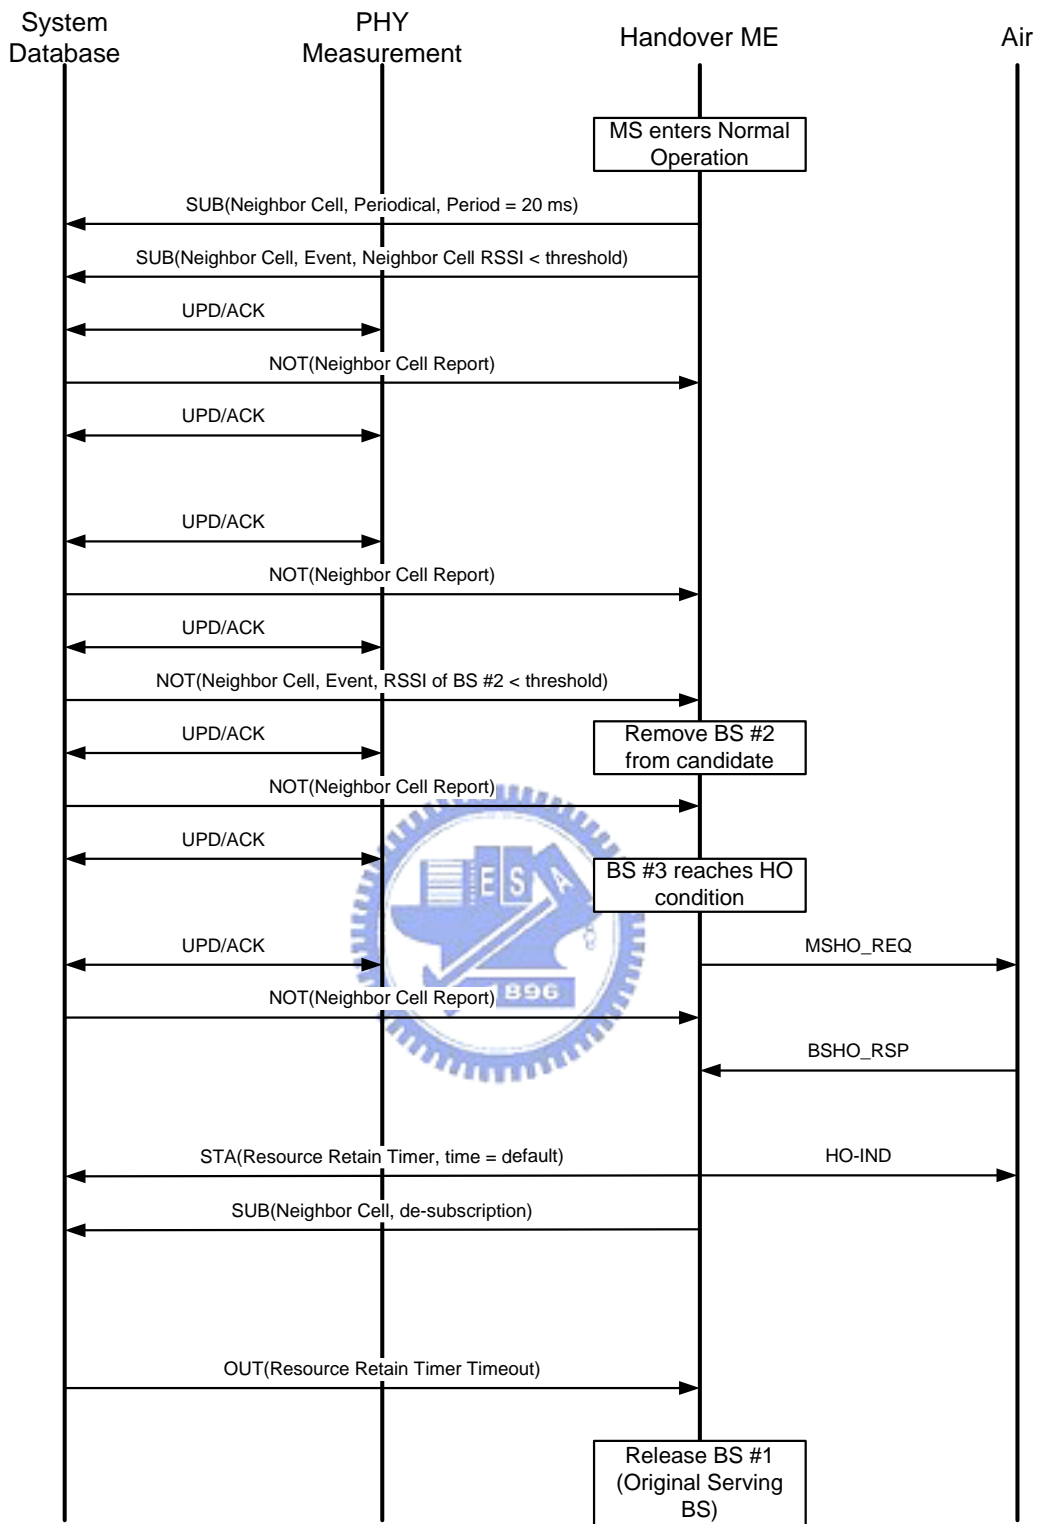 System
Database
PHY
Measurement
Handover ME
Air
MS enters Normal
Operation
SUB(Neighbor Cell, Periodical, Period = 20 ms)
SUB(Neighbor Cell, Event, Neighbor Cell RSSI < threshold)
UPD/ACK
NOT(Neighbor Cell Report)
UPD/ACK
UPD/ACK
NOT(Neighbor Cell Report)
UPD/ACK
NOT(Neighbor Cell, Event, RSSI of BS #2 < threshold)
UPD/ACK
Remove BS #2
from candidate
NOT(Neighbor Cell Report)
UPD/ACK
BS #3 reaches HO
condition
E S A
UPD/ACK
MSHO_REQ
NOT(Neighbor Cell Report)
896
BSHO_RSP
STA(Resource Retain Timer, time = default)
HO-IND
SUB(Neighbor Cell, de-subscription)
OUT(Resource Retain Timer Timeout)
Release BS #1
(Original Serving
BS)